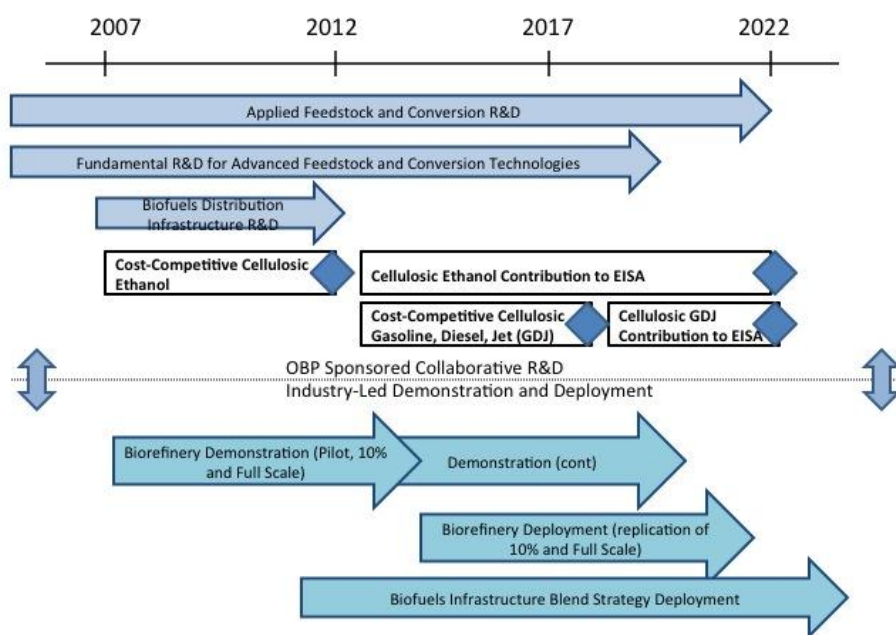 2007 2012 2017 2022
Applied Feedstock and Conversion R&D
Fundamental R&D for Advanced Feedstock and Conversion Technologies
Biofuels Distribution
Infrastructure R&D
Cost-Competitive Cellulosic
Ethanol
Cellulosic Ethanol Contribution to EISA
Cost-Competitive Cellulosic
Gasoline, Diesel, Jet (GDJ)
Cellulosic GDJ
Contribution to EISA
OBP Sponsored Collaborative R&D
Industry-Led Demonstration and Deployment
Biorefinery Demonstration (Pilot, 10%
and Full Scale)
Demonstration (cont)
Biorefinery Deployment (replication of
10% and Full Scale)
Biofuels Infrastructure Blend Strategy Deployment